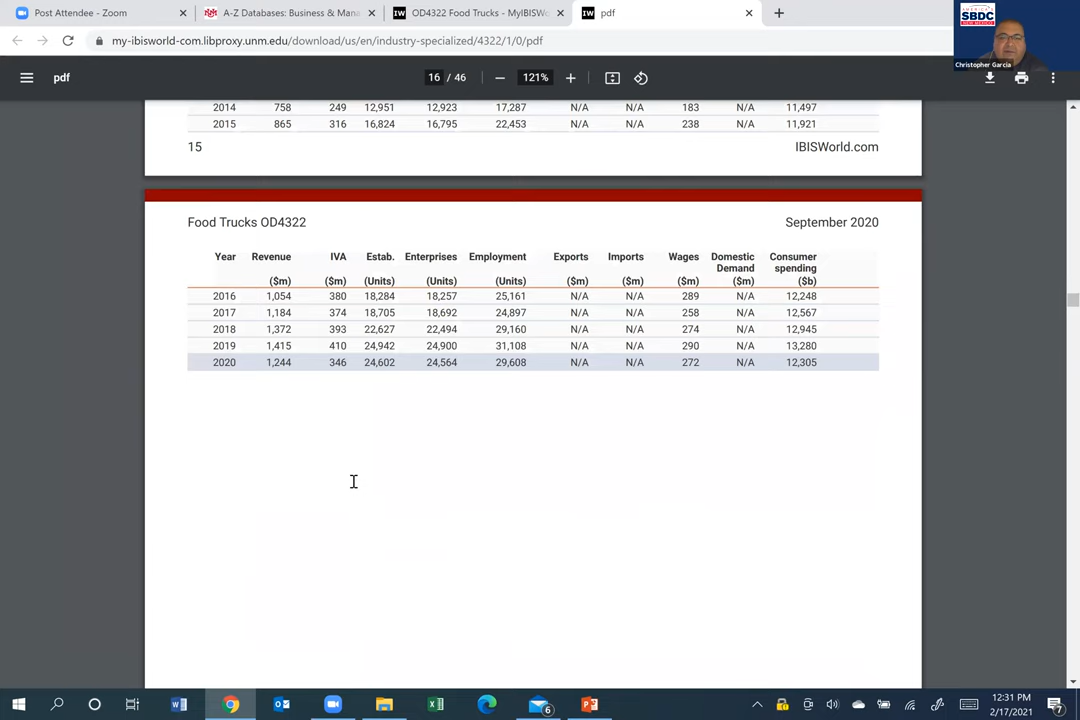 Post Attendee - Zoom
A-Z Databases: Business & Mana
OD4322 Food Trucks - MyIBISWo
pdf
my-ibisworld-com.libproxy.unm.edu/download/us/en/industry-specialized/4322/1/0/pdf
AMERICA'S
SBDC
NEW MEXICO
Christopher Garcia
pdf
16 / 46
121%
2014 758 249 12,951 12,923 17,287 N/A N/A 183 N/A 11,497
2015 865 316 16,824 16,795 22,453 N/A N/A 238 N/A 11,921
15 IBISWorld.com
Food Trucks OD4322 September 2020
Year Revenue IVA Estab. Enterprises Employment Exports Imports Wages Domestic Consumer
Demand spending
($m) ($m) (Units) (Units) (Units) ($m) ($m) ($m) ($m) ($b)
2016 1,054 380 18,284 18,257 25,161 N/A N/A 289 N/A 12,248
2017 1,184 374 18,705 18,692 24,897 N/A N/A 258 N/A 12,567
2018 1,372 393 22,627 22,494 29,160 N/A N/A 274 N/A 12,945
2019 1,415 410 24,942 24,900 31,108 N/A N/A 290 N/A 13,280
2020 1,244 346 24,602 24,564 29,608 N/A N/A 272 N/A 12,305
12:31 PM
2/17/2021
6
7